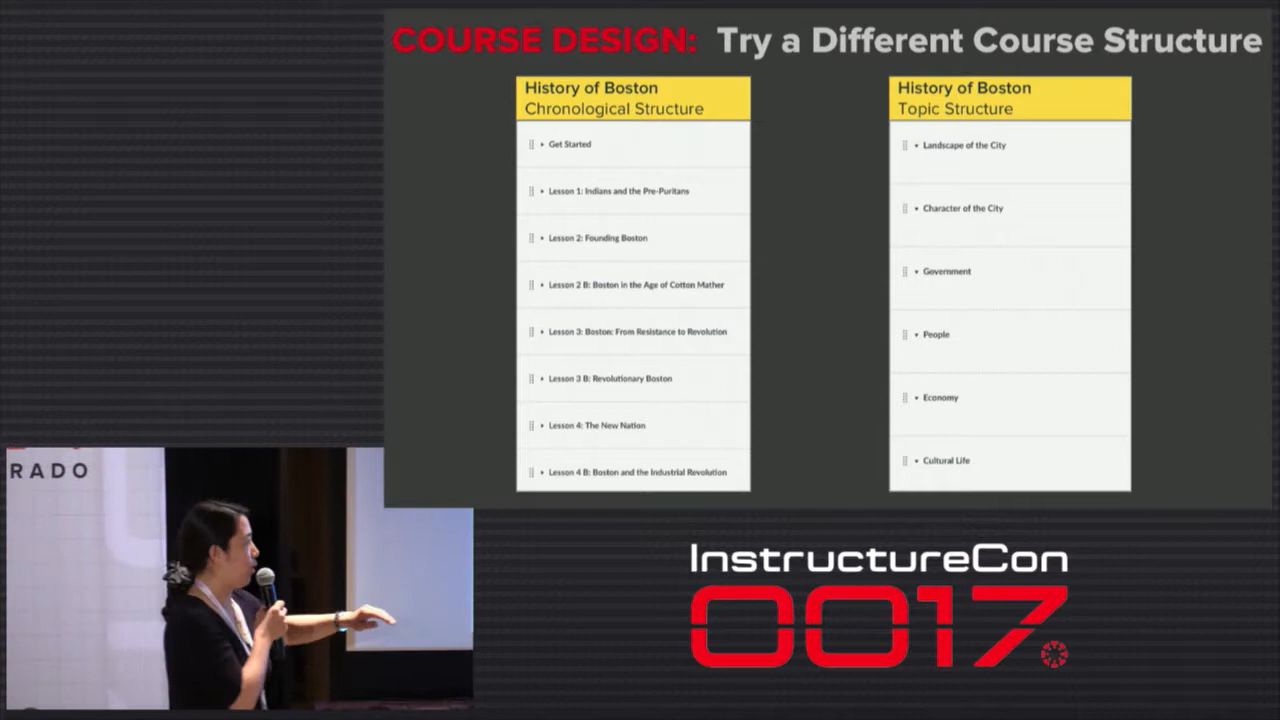 COURSE DESIGN: Try a Different Course Structure
History of Boston
Chronological Structure
Get Started
Lesson 1: Indians and the Pre-Puritans
Lesson 2: Founding Boston
Lesson 2 B: Boston in the Age of Cotton Mather
Lesson 3: Boston: From Resistance to Revolution
Lesson 3 B: Revolutionary Boston
Lesson 4: The New Nation
Lesson 4 B: Boston and the Industrial Revolution
History of Boston
Topic Structure
Landscape of the City
Character of the City
Government
People
Economy
Cultural Life
RADO
InstructureCon
0017